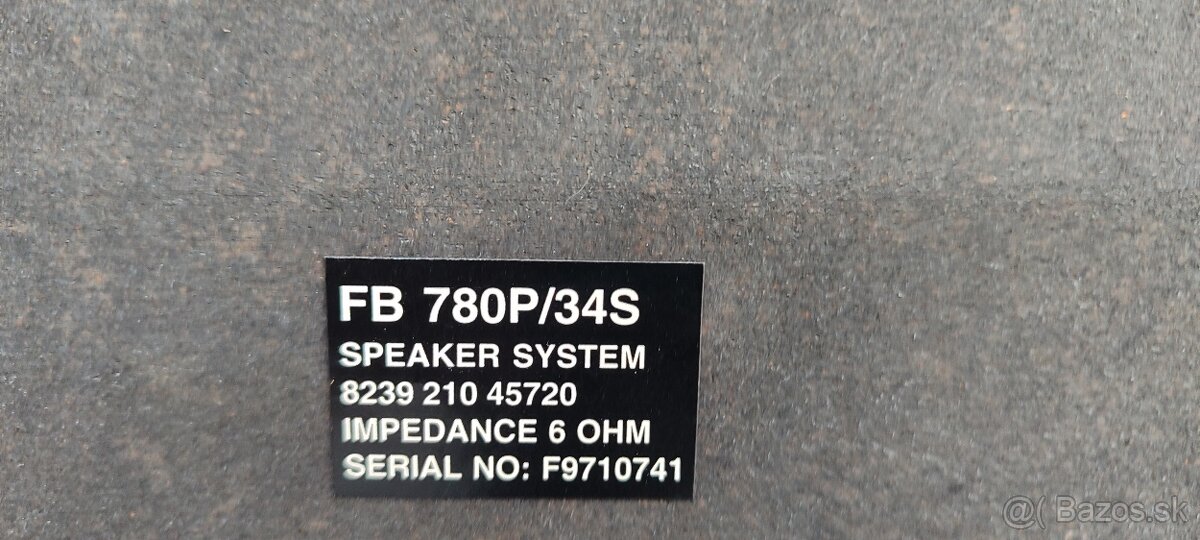 FB 780P/34S
SPEAKER SYSTEM
8239 210 45720
IMPEDANCE 6 OHM
SERIAL NO: F9710741
@( Bazos.sk